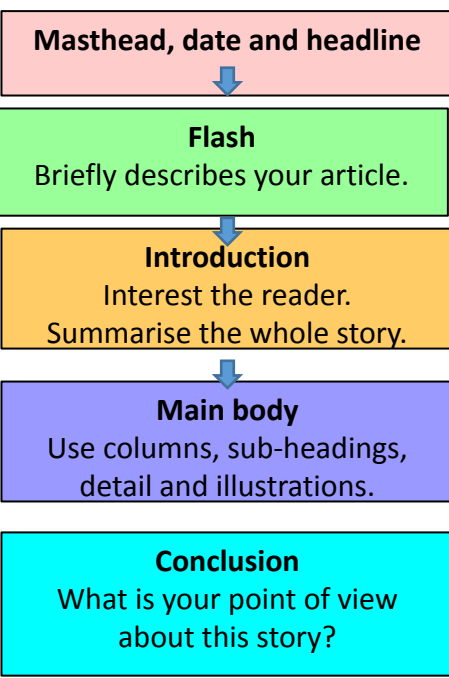 Masthead, date and headline
Flash
Briefly describes your article.
Introduction
Interest the reader.
Summarise the whole story.
Main body
Use columns, sub-headings,
detail and illustrations.
Conclusion
What is your point of view
about this story?